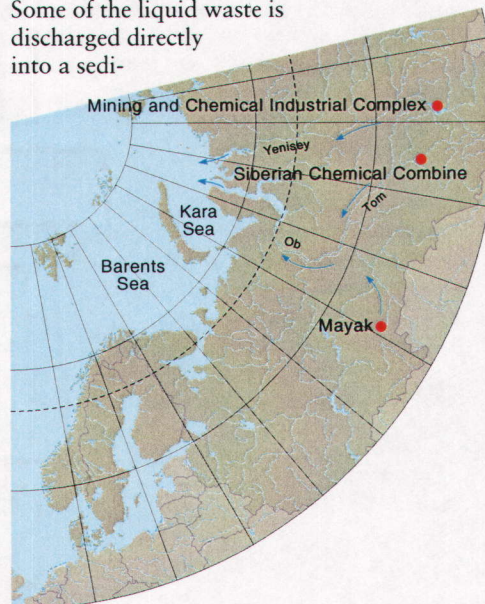 Some of the liquid waste is
discharged directly
into a sedi-
Mining and Chemical Industrial Complex
Yenisey
Siberian Chemical Combine
Tom
Kara
Sea
Ob
Barents
Sea
Mayak